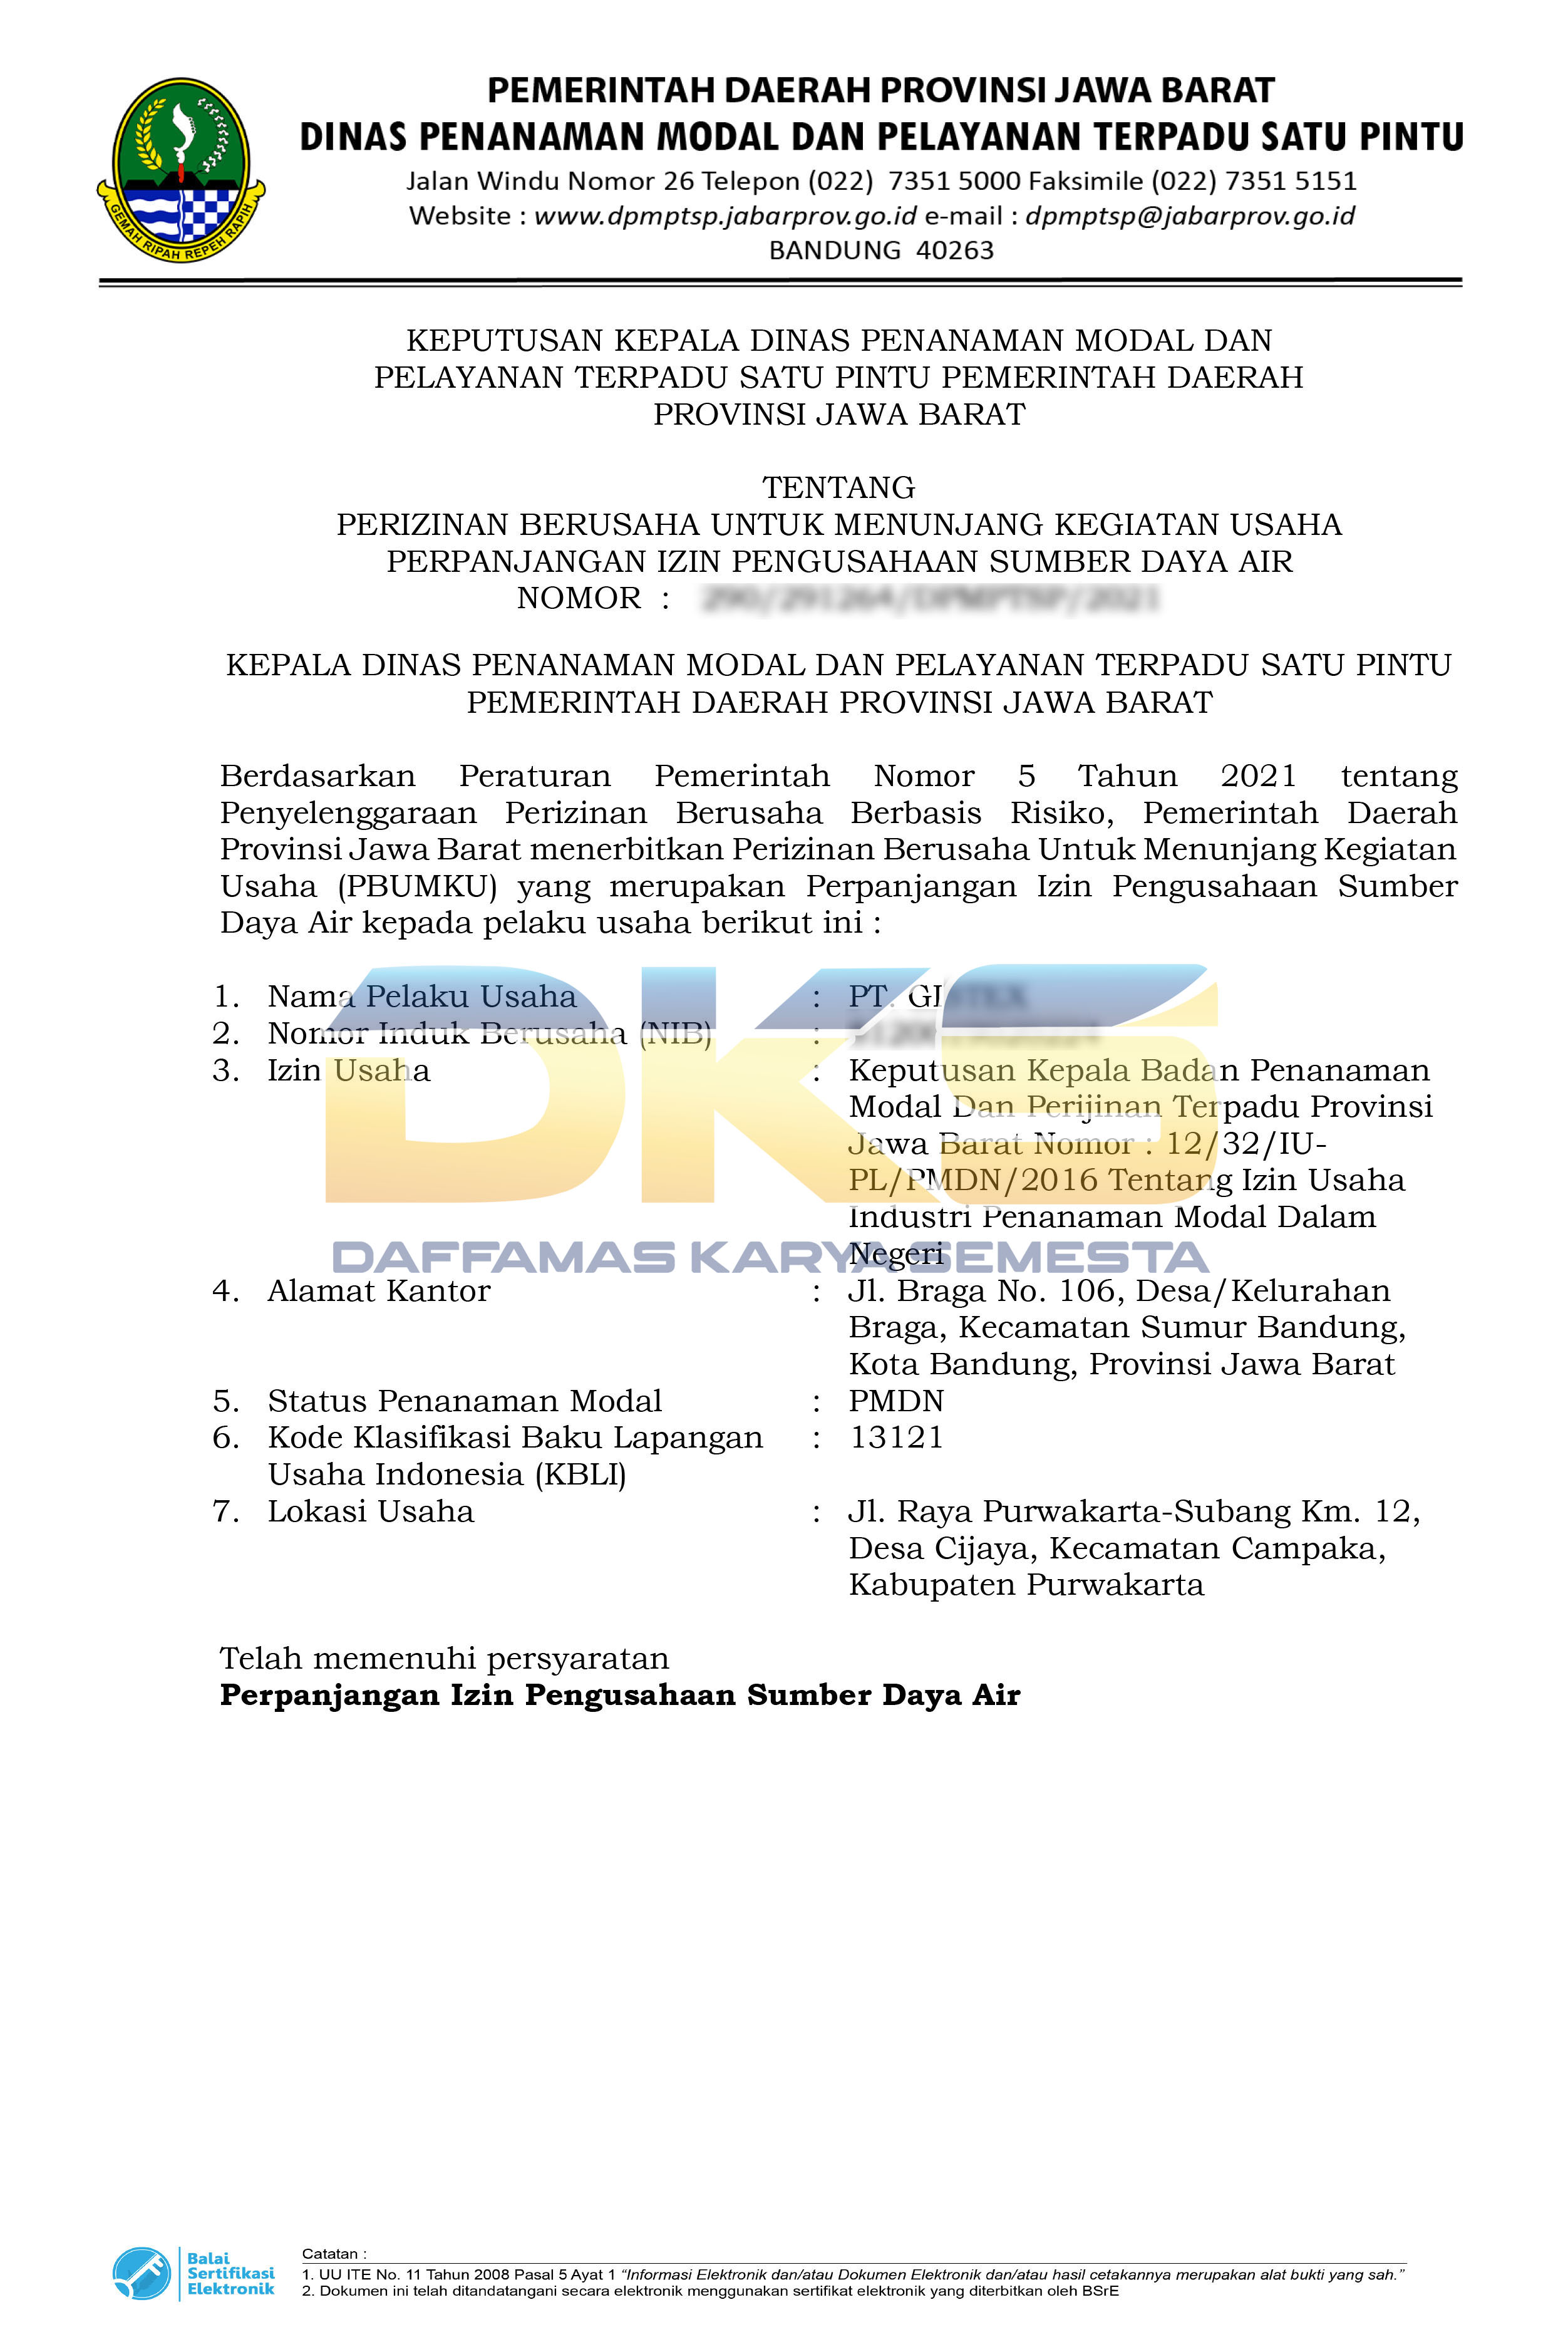 PEMERINTAH DAERAH PROVINSI JAWA BARAT
DINAS PENANAMAN MODAL DAN PELAYANAN TERPADU SATU PINTU
Jalan Windu Nomor 26 Telepon (022) 7351 5000 Faksimile (022) 7351 5151
Website : www.dpmptsp.jabarprov.go.id e-mail : dpmptsp@jabarprov.go.id
BANDUNG 40263
GEMAH RIPAH REPEH RAPIH
KEPUTUSAN KEPALA DINAS PENANAMAN MODAL DAN
PELAYANAN TERPADU SATU PINTU PEMERINTAH DAERAH
PROVINSI JAWA BARAT
TENTANG
PERIZINAN BERUSAHA UNTUK MENUNJANG KEGIATAN USAHA
PERPANJANGAN IZIN PENGUSAHAAN SUMBER DAYA AIR
NOMOR :
KEPALA DINAS PENANAMAN MODAL DAN PELAYANAN TERPADU SATU PINTU
PEMERINTAH DAERAH PROVINSI JAWA BARAT
Berdasarkan Peraturan Pemerintah Nomor 5 Tahun 2021 tentang
Penyelenggaraan Perizinan Berusaha Berbasis Risiko, Pemerintah Daerah
Provinsi Jawa Barat menerbitkan Perizinan Berusaha Untuk Menunjang Kegiatan
Usaha (PBUMKU) yang merupakan Perpanjangan Izin Pengusahaan Sumber
Daya Air kepada pelaku usaha berikut ini :
1. Nama Pelaku Usaha : PT.
2. Nomor Induk Berusaha (NIB) :
3. Izin Usaha : Keputusan Kepala Badan Penanaman
Modal Dan Perijinan Terpadu Provinsi
Jawa Barat Nomor : 12/32/IU-
PL/PMDN/2016 Tentang Izin Usaha
Industri Penanaman Modal Dalam
Negeri
4. Alamat Kantor : Jl. Braga No. 106, Desa/Kelurahan
Braga, Kecamatan Sumur Bandung,
Kota Bandung, Provinsi Jawa Barat
5. Status Penanaman Modal : PMDN
6. Kode Klasifikasi Baku Lapangan : 13121
Usaha Indonesia (KBLI)
7. Lokasi Usaha : Jl. Raya Purwakarta-Subang Km. 12,
Desa Cijaya, Kecamatan Campaka,
Kabupaten Purwakarta
DKS
DAFFAMAS KARYA SEMESTA
Telah memenuhi persyaratan
Perpanjangan Izin Pengusahaan Sumber Daya Air
Balai
Sertifikasi
Elektronik
Catatan :
1. UU ITE No. 11 Tahun 2008 Pasal 5 Ayat 1 “Informasi Elektronik dan/atau Dokumen Elektronik dan/atau hasil cetakannya merupakan alat bukti yang sah.”
2. Dokumen ini telah ditandatangani secara elektronik menggunakan sertifikat elektronik yang diterbitkan oleh BSrE